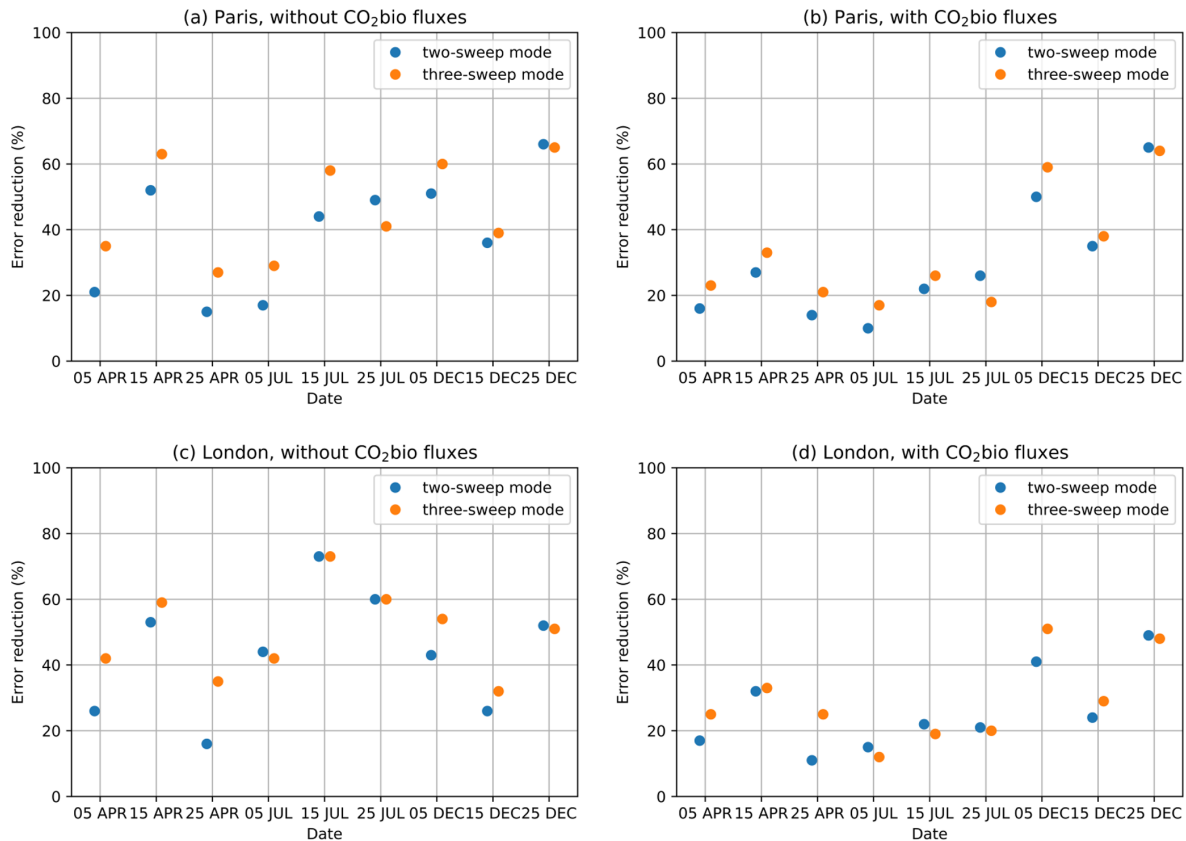 (a) Paris, without CO₂bio fluxes
100
80
60
40
20
0
Error reduction (%)
two-sweep mode
three-sweep mode
05 APR 15 APR 25 APR 05 JUL 15 JUL 25 JUL 05 DEC 15 DEC 25 DEC
Date
(b) Paris, with CO₂bio fluxes
100
80
60
40
20
0
Error reduction (%)
two-sweep mode
three-sweep mode
05 APR 15 APR 25 APR 05 JUL 15 JUL 25 JUL 05 DEC 15 DEC 25 DEC
Date
(c) London, without CO₂bio fluxes
100
80
60
40
20
0
Error reduction (%)
two-sweep mode
three-sweep mode
05 APR 15 APR 25 APR 05 JUL 15 JUL 25 JUL 05 DEC 15 DEC 25 DEC
Date
(d) London, with CO₂bio fluxes
100
80
60
40
20
0
Error reduction (%)
two-sweep mode
three-sweep mode
05 APR 15 APR 25 APR 05 JUL 15 JUL 25 JUL 05 DEC 15 DEC 25 DEC
Date